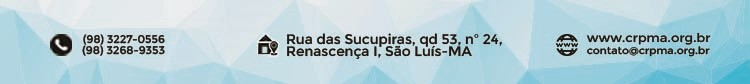 (98) 3227-0556
(98) 3268-9353
Rua das Sucupiras, qd 53, n° 24,
Renascença I, São Luís-MA
www.crpma.org.br
contato@crpma.org.br